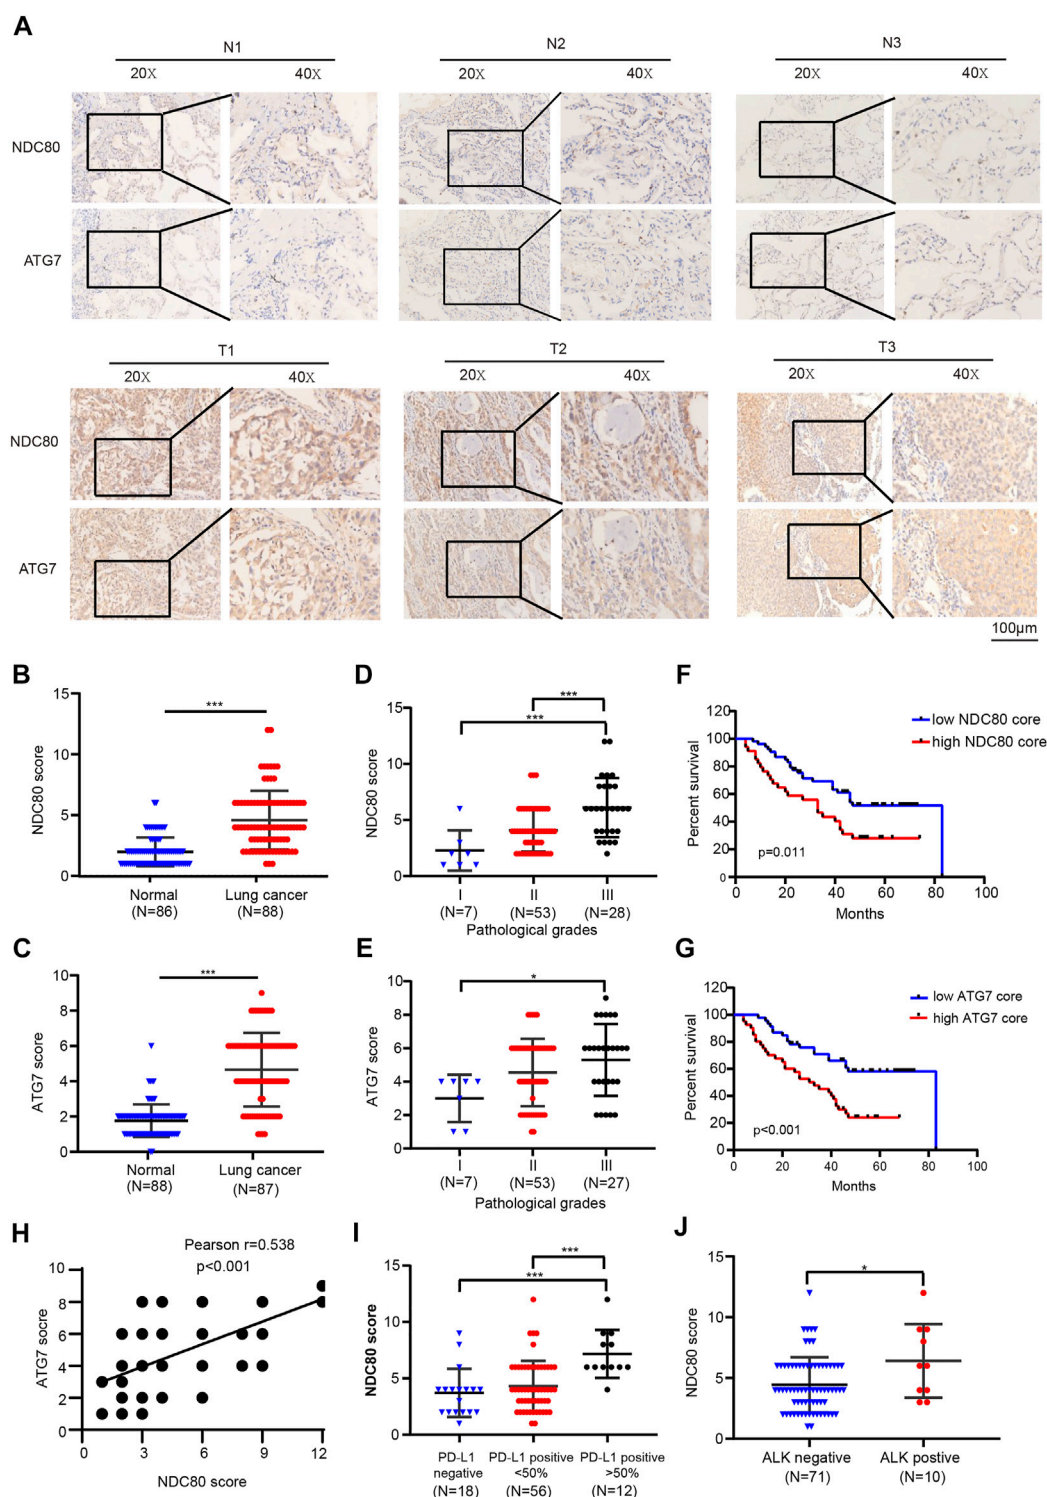 A
N1
N2
N3
20X
40X
20X
40X
20X
40X
NDC80
ATG7
T1
T2
T3
20X
40X
20X
40X
20X
40X
NDC80
ATG7
100μm
B
15
10
5
0
NDC80 score
***
Normal
(N=86)
Lung cancer
(N=88)
D
15
10
5
0
NDC80 score
***
***
I
II
III
(N=7)
(N=53)
(N=28)
Pathological grades
F
120
100
80
60
40
20
0
Percent survival
low NDC80 core
high NDC80 core
p=0.011
0
20
40
60
80
100
Months
C
10
8
6
4
2
0
ATG7 score
***
Normal
(N=88)
Lung cancer
(N=87)
E
10
8
6
4
2
0
ATG7 score
*
I
II
III
(N=7)
(N=53)
(N=27)
Pathological grades
G
120
100
80
60
40
20
0
Percent survival
low ATG7 core
high ATG7 core
p<0.001
0
20
40
60
80
100
Months
H
Pearson r=0.538
p<0.001
10
8
6
4
2
0
ATG7 score
0
3
6
9
12
NDC80 score
I
15
10
5
0
NDC80 score
***
***
PD-L1 negative
(N=18)
PD-L1 positive <50%
(N=56)
PD-L1 positive >50%
(N=12)
J
15
10
5
0
NDC80 score
*
ALK negative
(N=71)
ALK postive
(N=10)